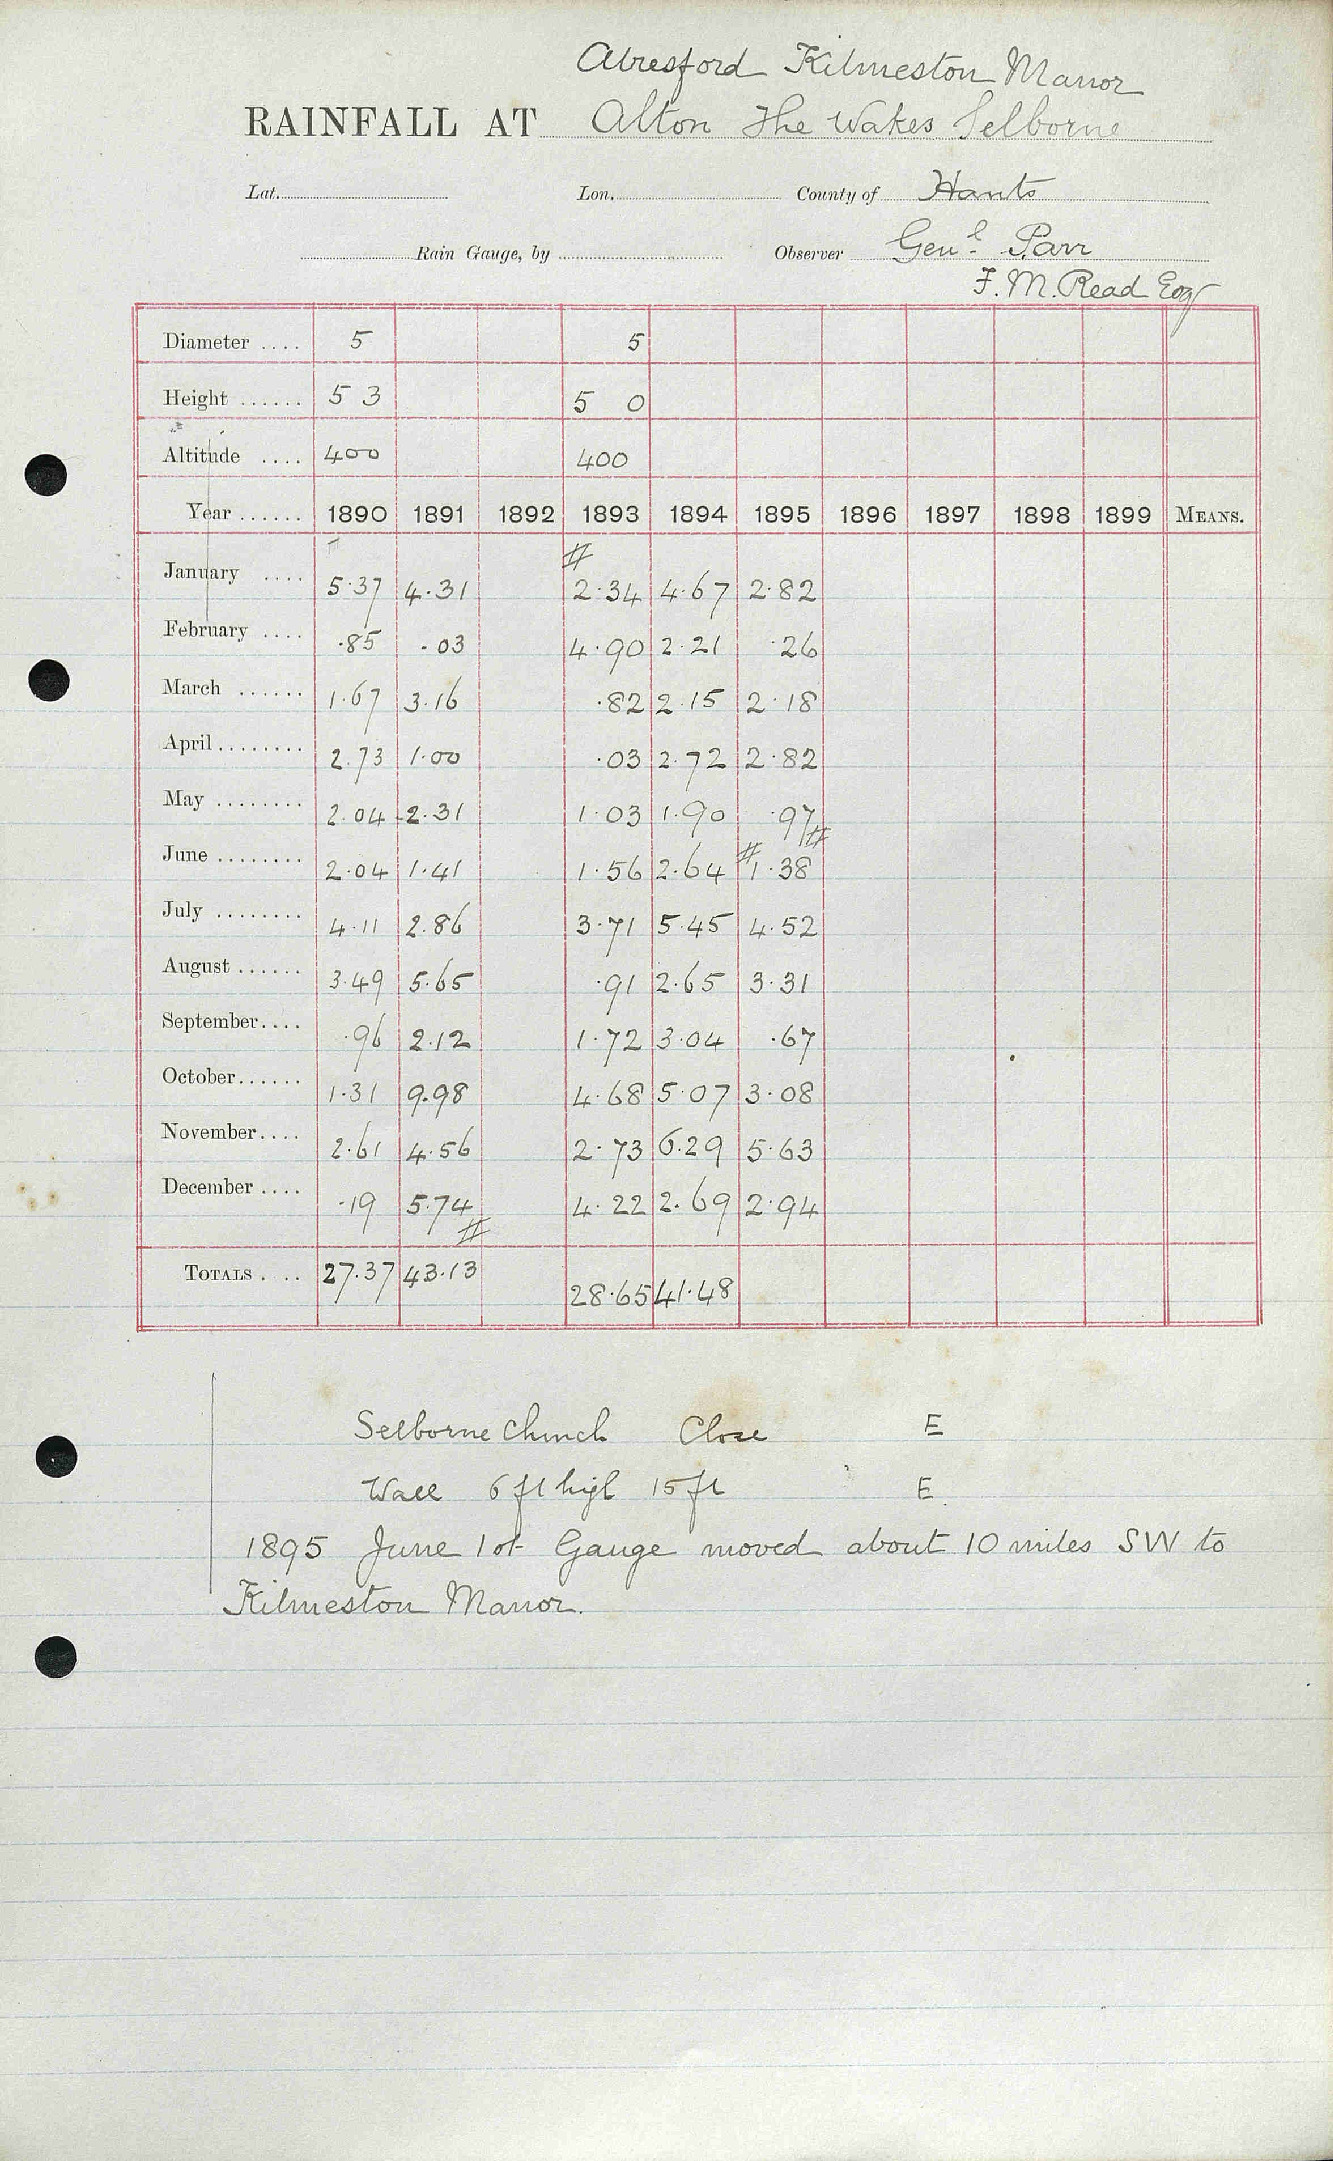 Alresford Kilmeston Manor
RAINFALL AT Alton The Wakes Selborne
Lat. Lon. County of Hants
Rain Gauge, by Observer Genl. Parr
F. M. Read Esq
Diameter .... 5 5
Height ...... 5 3 5 0
Altitude .... 400 400
Year ...... 1890 1891 1892 1893 1894 1895 1896 1897 1898 1899 MEANS.
#
January .... 5.37 4.31 2.34 4.67 2.82
February .... .85 .03 4.90 2.21 .26
March ...... 1.67 3.16 .82 2.15 2.18
April ........ 2.73 1.00 .03 2.72 2.82
May ........ 2.04 2.31 1.03 1.90 .97 #
June ........ 2.04 1.41 1.56 2.64 # 1.38
July ........ 4.11 2.86 3.71 5.45 4.52
August ...... 3.49 5.65 .91 2.65 3.31
September.... .96 2.12 1.72 3.04 .67
October...... 1.31 9.98 4.68 5.07 3.08
November.... 2.61 4.56 2.73 6.29 5.63
December .... .19 5.74 # 4.22 2.69 2.94
TOTALS .... 27.37 43.13 28.65 41.48
Selborne Church Close E
Wall 6 ft high 15 ft E
1895 June 1st Gauge moved about 10 miles SW to
Kilmeston Manor.